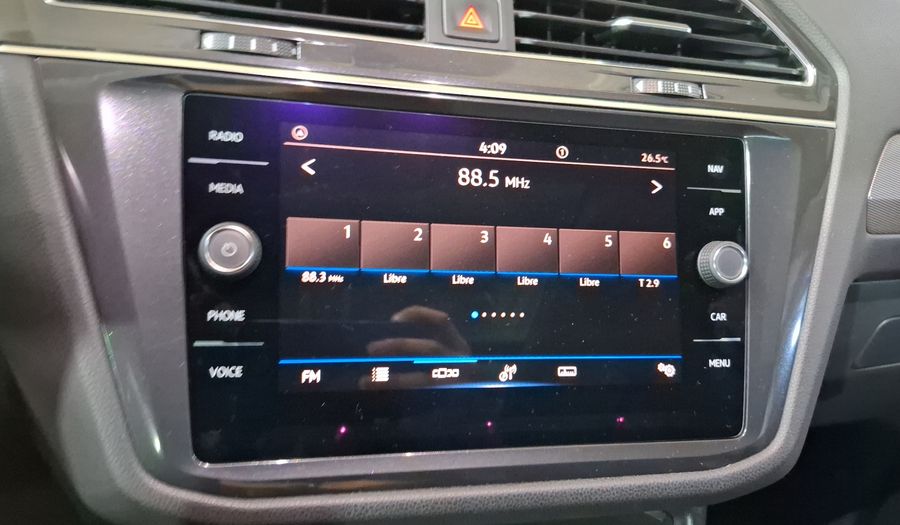 4:09
1
26.5°C
88.5 MHz
1
2
3
4
5
6
88.3 MHz
Libre
Libre
Libre
Libre
T 2.9
FM
RADIO
MEDIA
PHONE
VOICE
NAV
APP
CAR
MENU